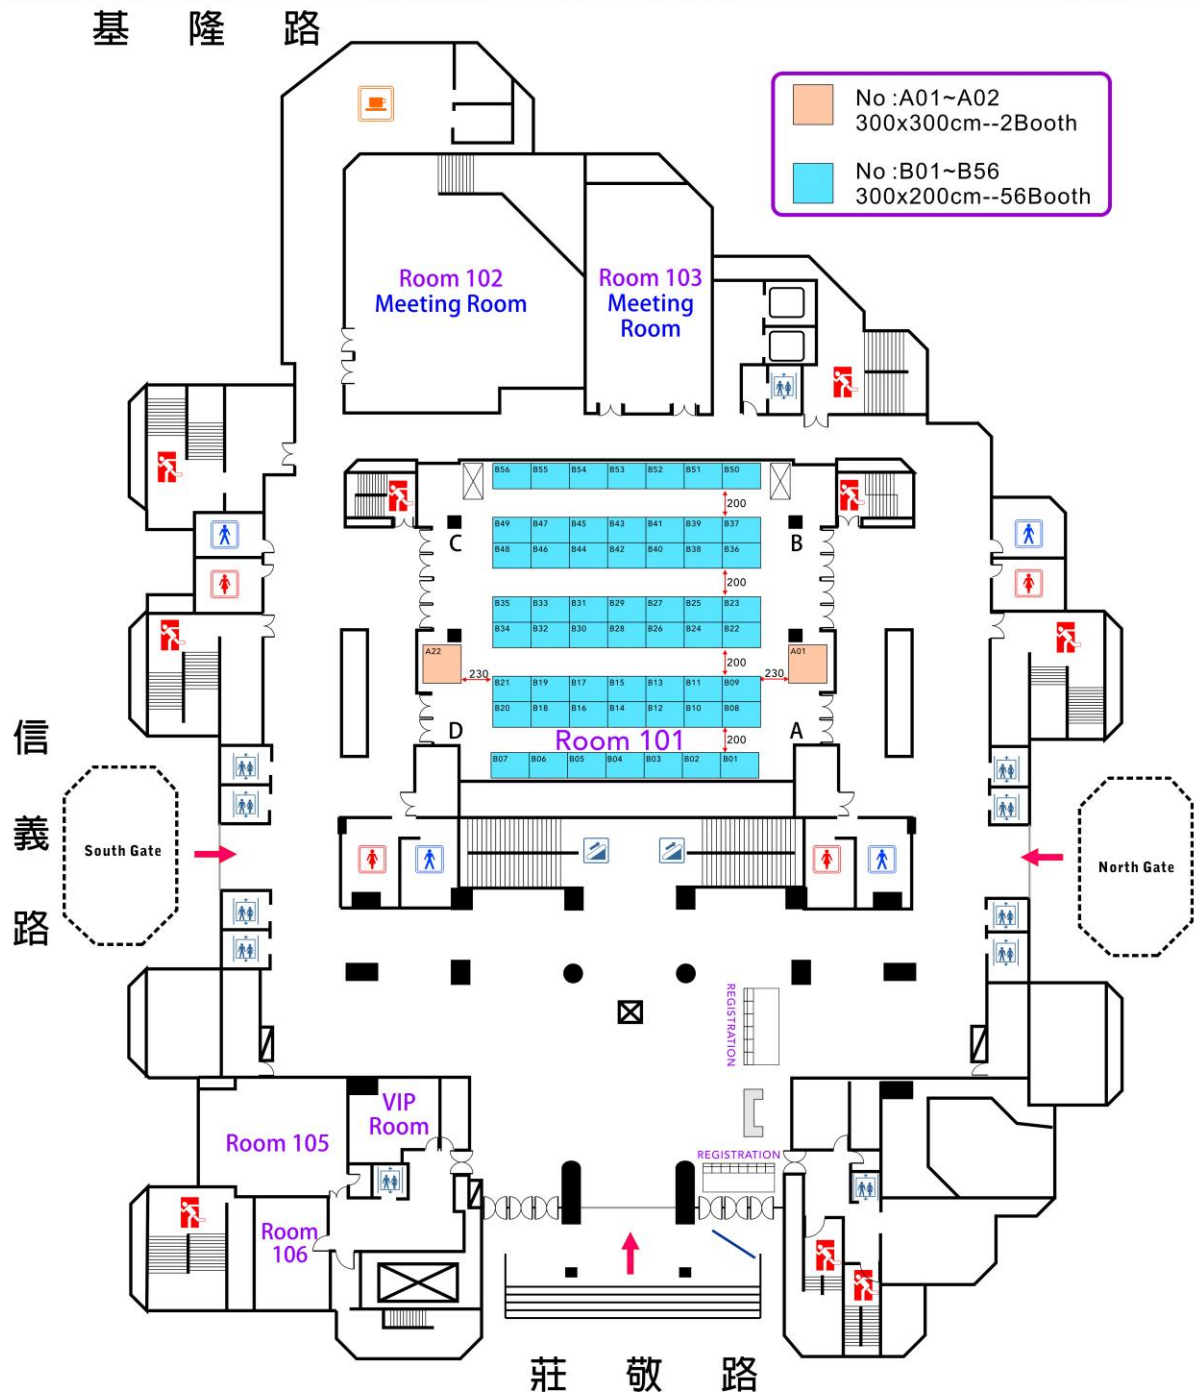 基隆路
No :A01~A02
300x300cm--2Booth
No :B01~B56
300x200cm--56Booth
Room 102
Meeting Room
Room 103
Meeting
Room
B56 B55 B54 B53 B52 B51 B50
200
B49 B47 B45 B43 B41 B39 B37
C B
B48 B46 B44 B42 B40 B38 B36
200
B35 B33 B31 B29 B27 B25 B23
B34 B32 B30 B28 B26 B24 B22
A22 A01
200
230 230
B21 B19 B17 B15 B13 B11 B09
B20 B18 B16 B14 B12 B10 B08
D A
Room 101
200
B07 B06 B05 B04 B03 B02 B01
信義路
South Gate
North Gate
REGISTRATION
VIP
Room
Room 105
REGISTRATION
Room
106
莊敬路